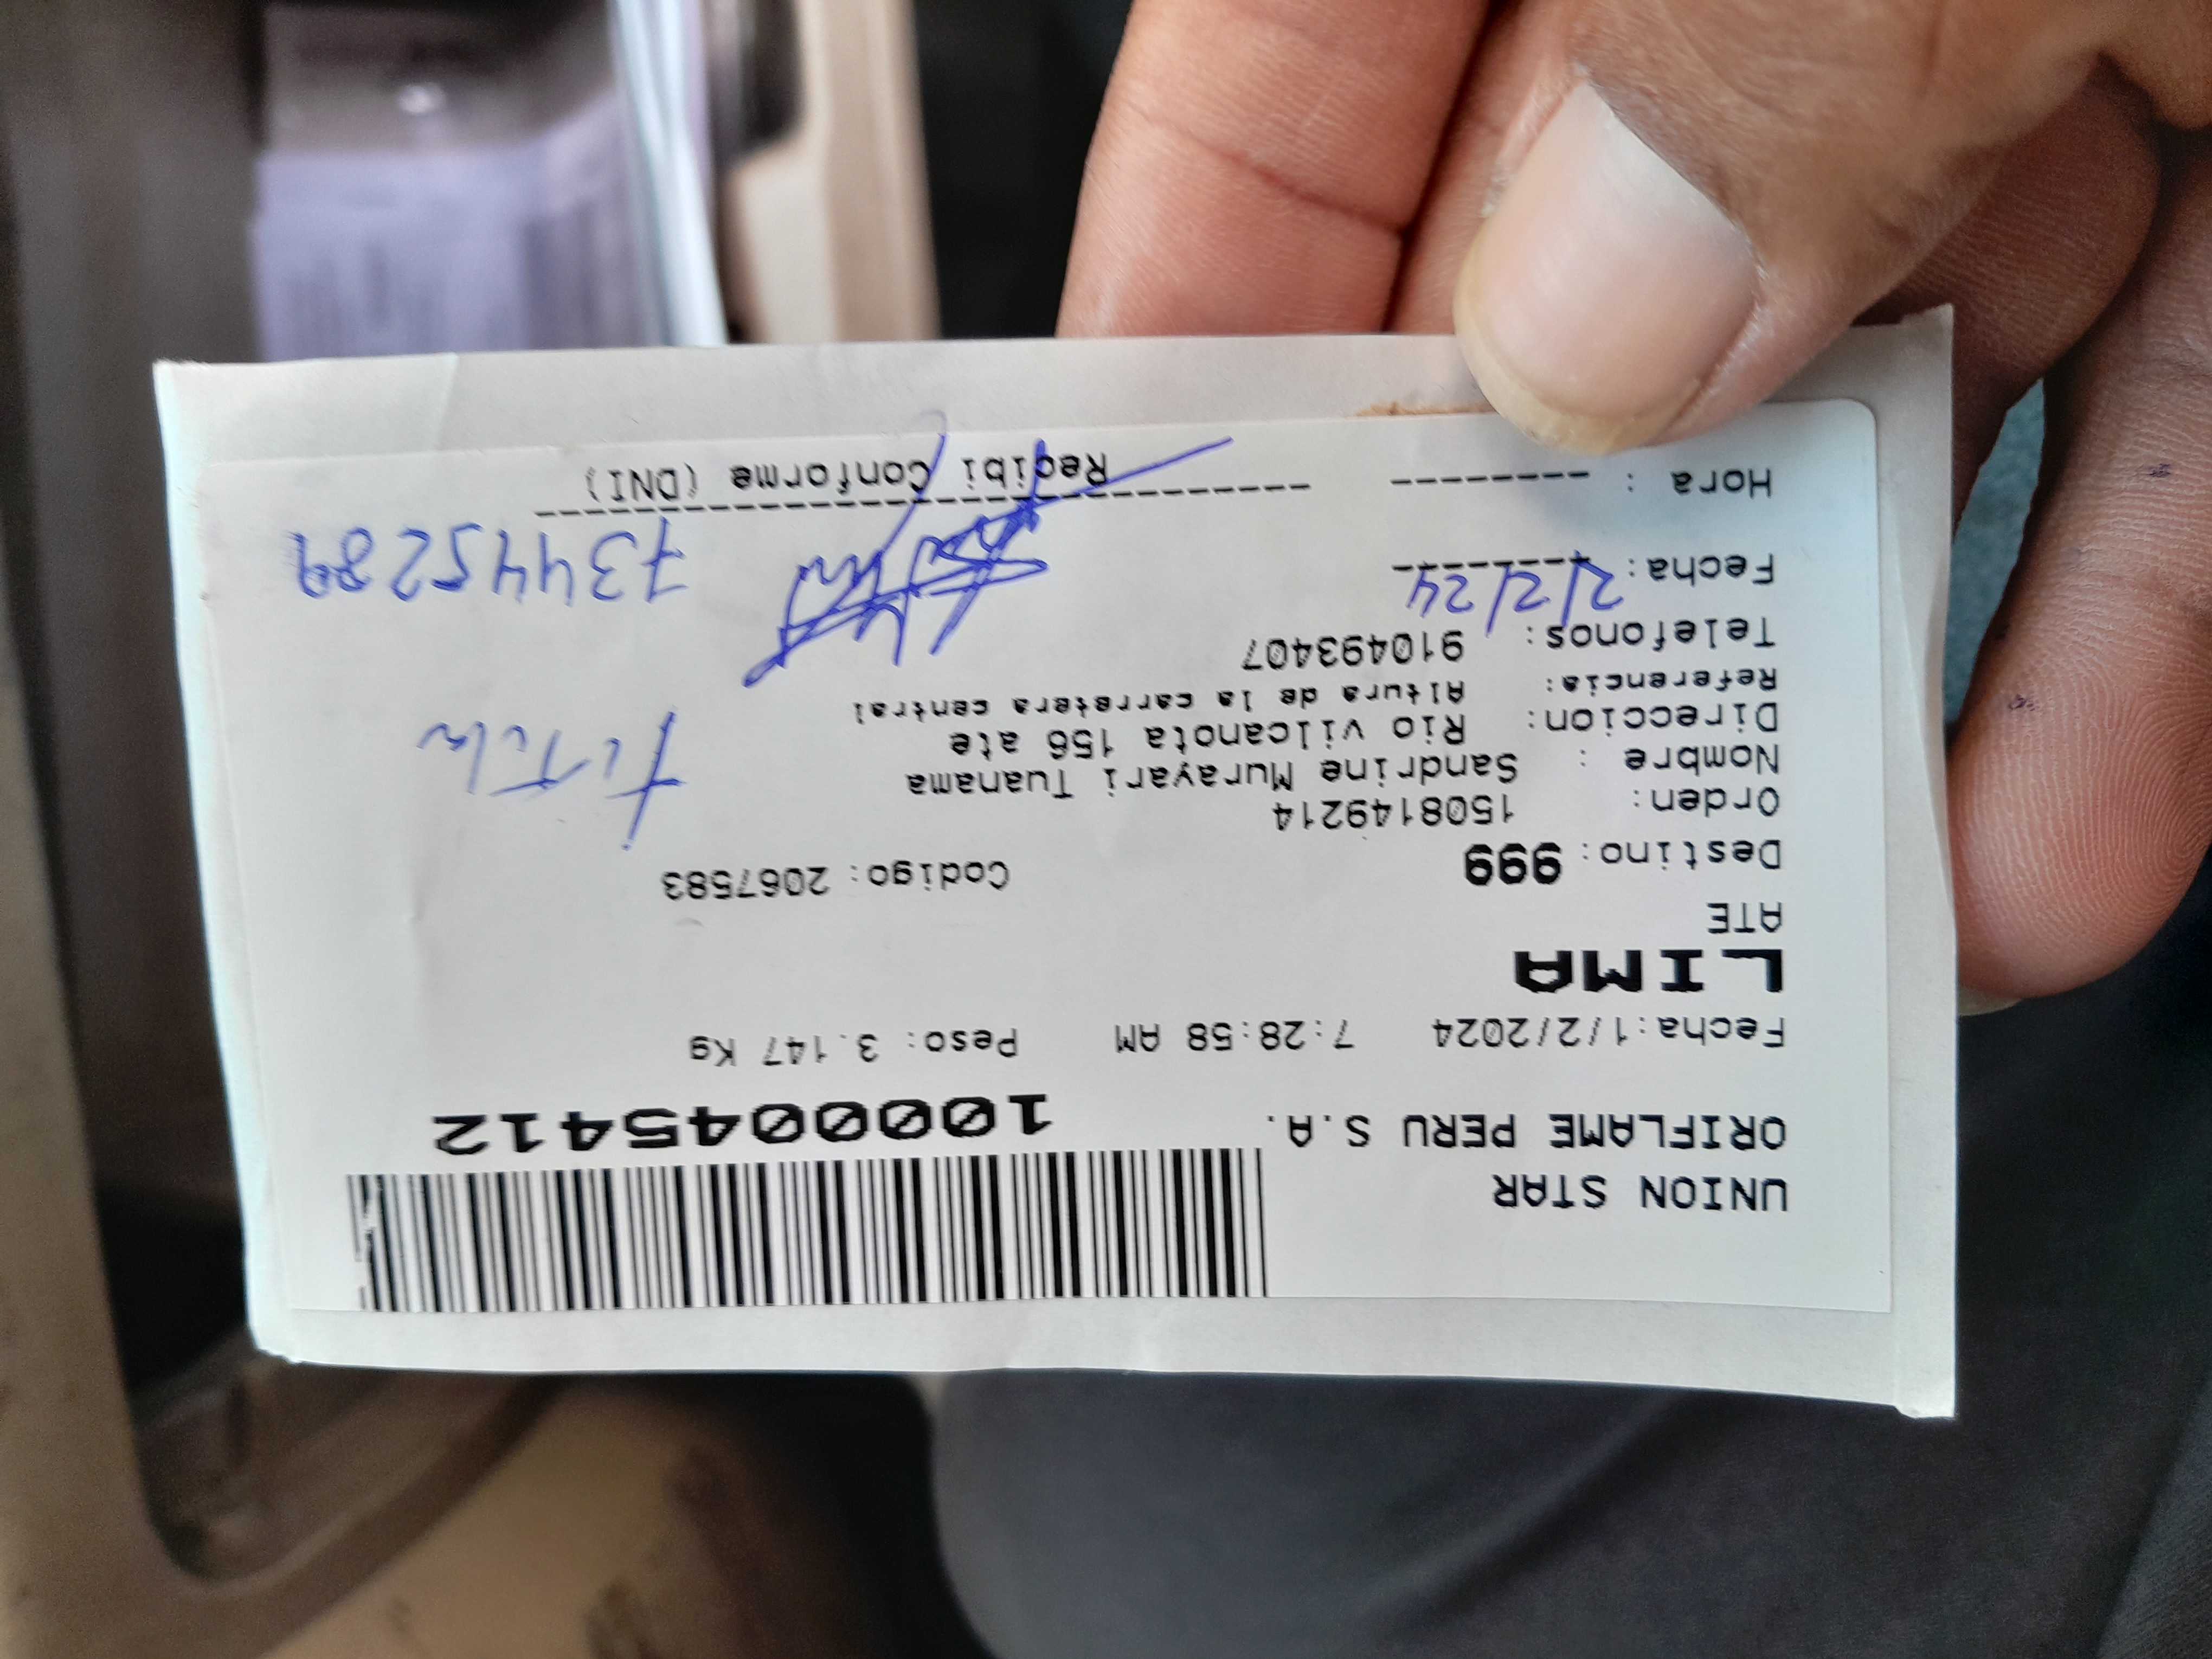 UNION STAR
ORIFLAME PERU S.A. 1000045412
Fecha:1/2/2024 7:28:58 AM Peso: 3.147 Kg
LIMA
ATE
Destino: 999 Codigo: 2067583
Orden: 1508149214
Nombre : Sandrine Murayari Tuanama
Direccion: Rio vilcanota 156 ate
Referencia: Altura de la carretera central
Telefonos: 910493407
Fecha: 2/2/24 73445289
Hora : Recibi Conforme (DNI)